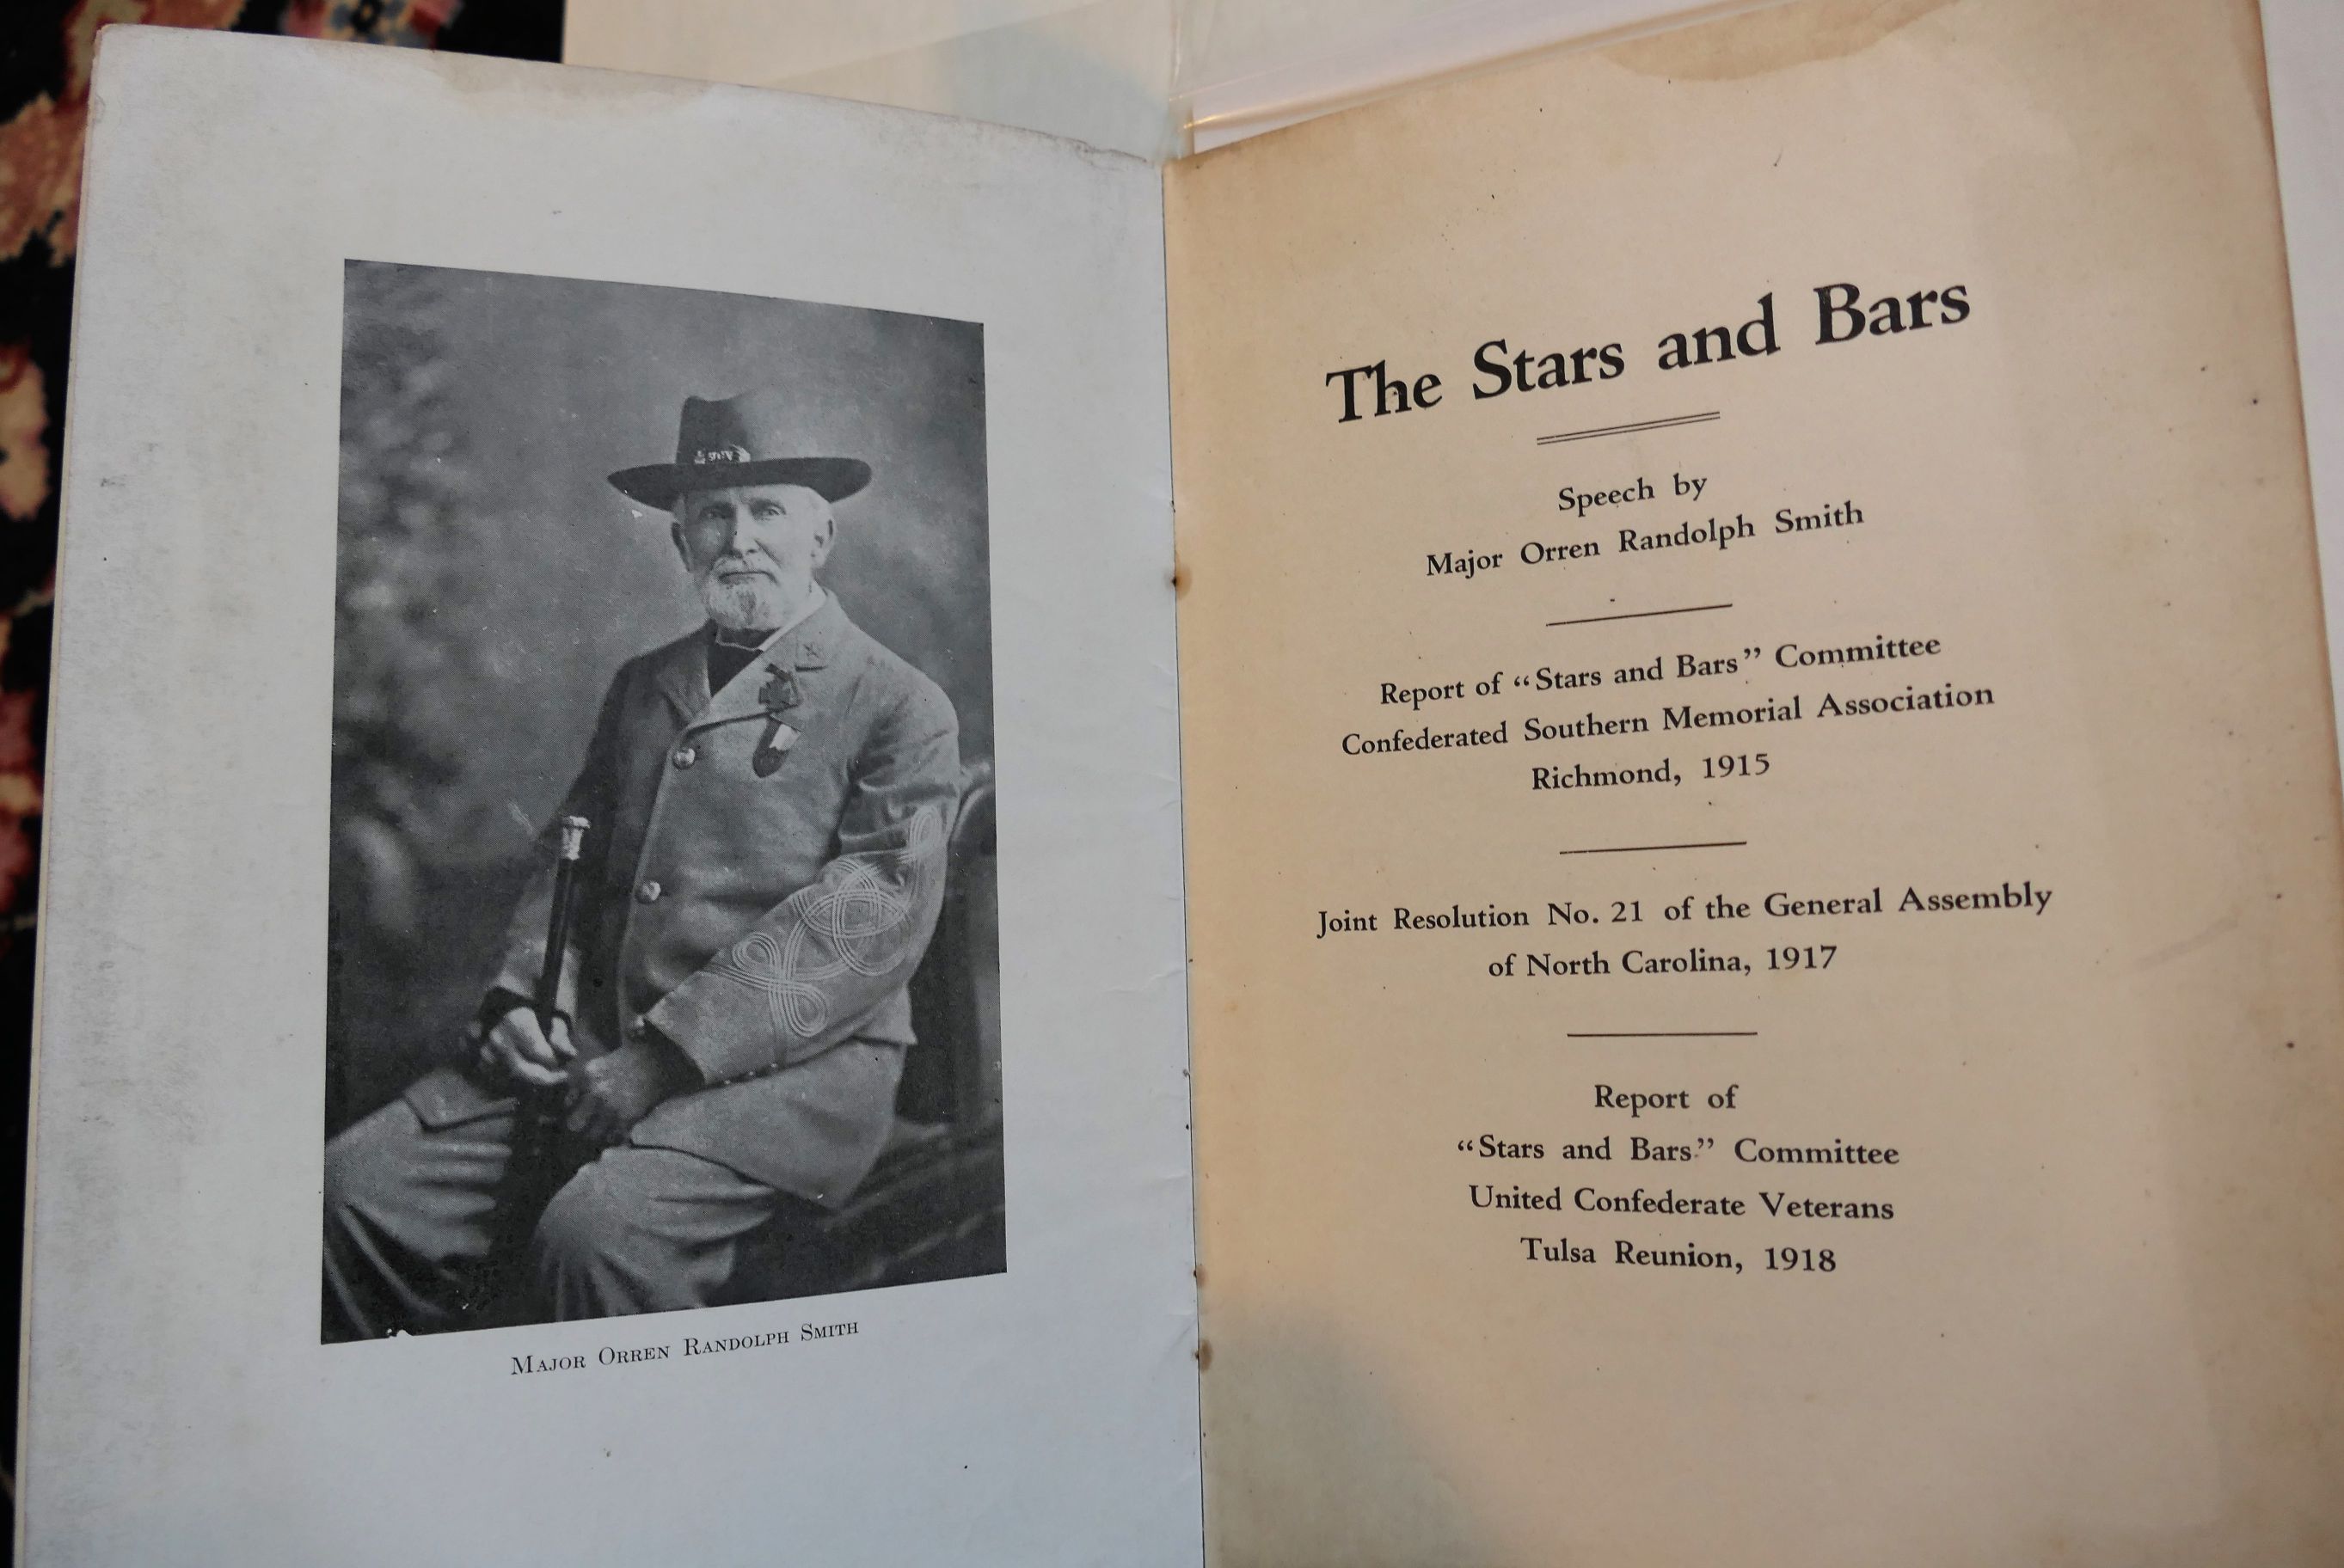 Major Orren Randolph Smith
The Stars and Bars
Speech by
Major Orren Randolph Smith
Report of “Stars and Bars” Committee
Confederated Southern Memorial Association
Richmond, 1915
Joint Resolution No. 21 of the General Assembly
of North Carolina, 1917
Report of
“Stars and Bars” Committee
United Confederate Veterans
Tulsa Reunion, 1918